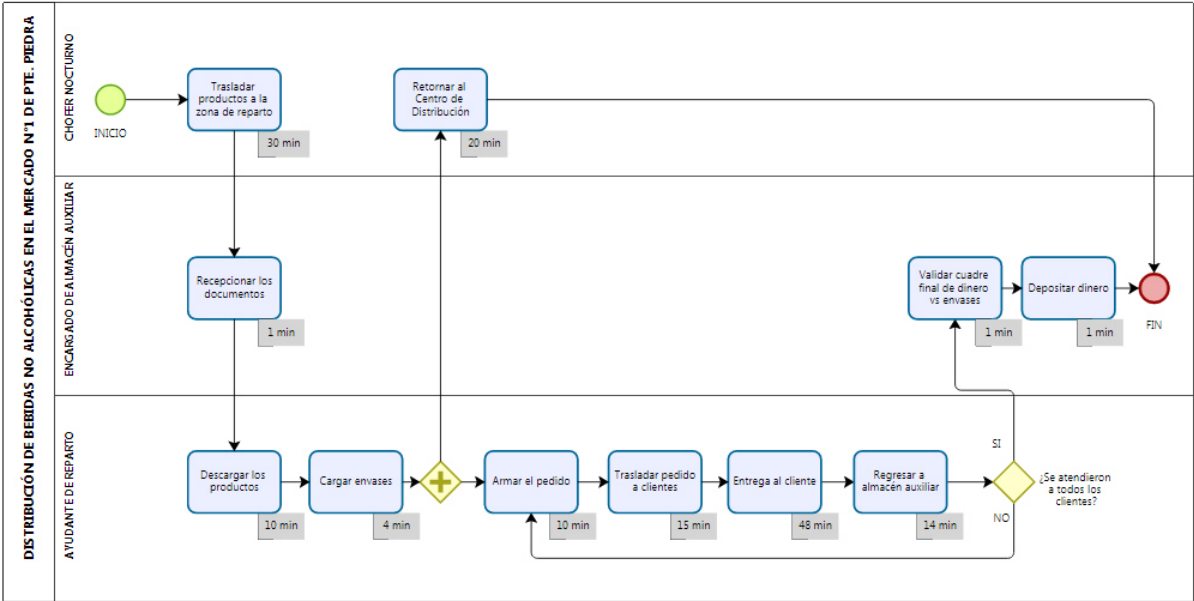 DISTRIBUCIÓN DE BEBIDAS NO ALCOHÓLICAS EN EL MERCADO N°1 DE PTE. PIEDRA
CHOFER NOCTURNO
INICIO
Trasladar
productos a la
zona de reparto
30 min
Retornar al
Centro de
Distribución
20 min
ENCARGADO DE ALMACÉN AUXILIAR
Recepcionar los
documentos
1 min
Validar cuadre
final de dinero
vs envases
1 min
Depositar dinero
1 min
FIN
AYUDANTE DE REPARTO
Descargar los
productos
10 min
Cargar envases
4 min
Armar el pedido
10 min
Trasladar pedido
a clientes
15 min
Entrega al cliente
48 min
Regresar a
almacén auxiliar
14 min
SI
¿Se atendieron
a todos los
clientes?
NO